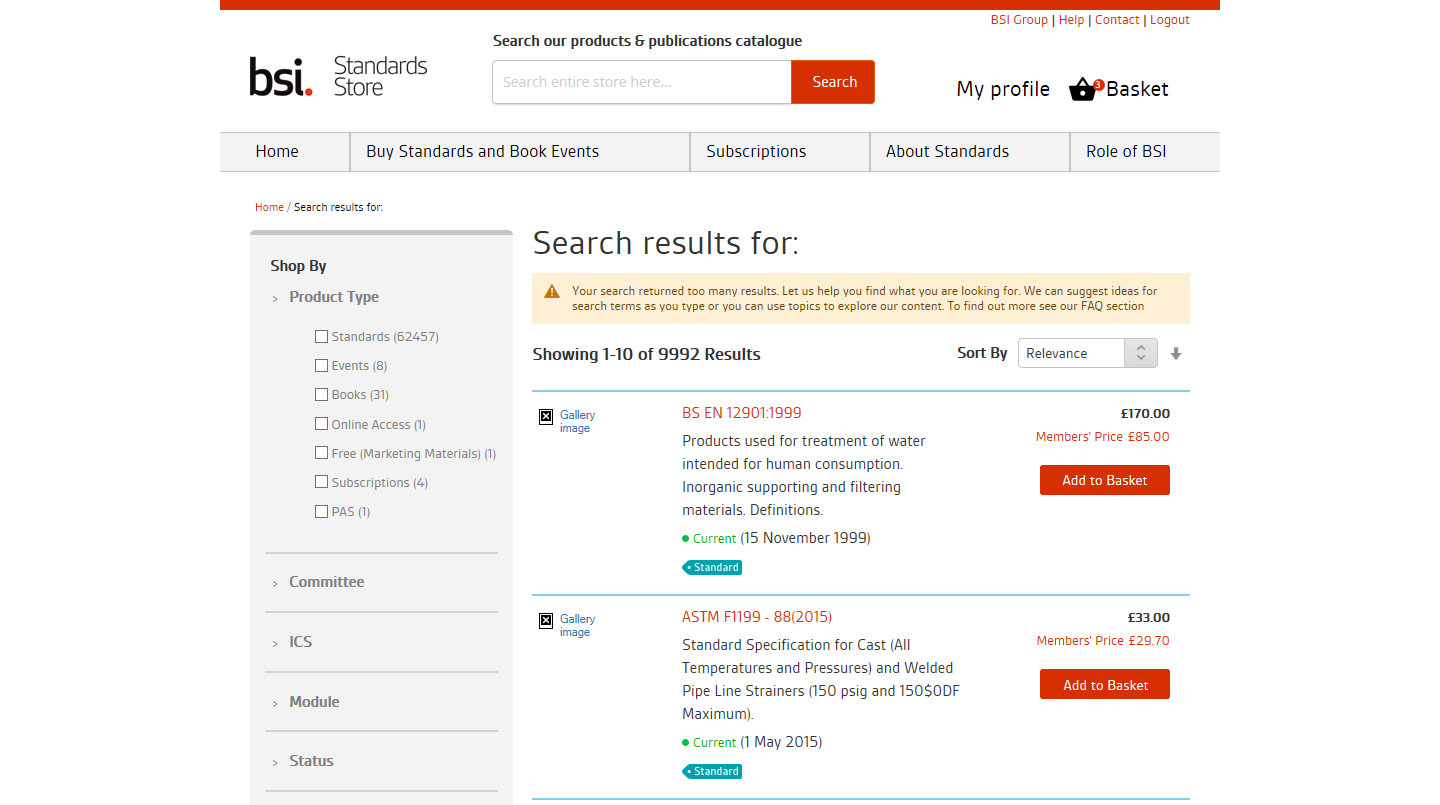 BSI Group | Help | Contact | Logout
bsi. Standards Store
Search our products & publications catalogue
Search entire store here...
Search
My profile
3
Basket
Home
Buy Standards and Book Events
Subscriptions
About Standards
Role of BSI
Home / Search results for:
Shop By
> Product Type
Standards (62457)
Events (8)
Books (31)
Online Access (1)
Free (Marketing Materials) (1)
Subscriptions (4)
PAS (1)
> Committee
> ICS
> Module
> Status
Search results for:
Your search returned too many results. Let us help you find what you are looking for. We can suggest ideas for
search terms as you type or you can use topics to explore our content. To find out more see our FAQ section
Showing 1-10 of 9992 Results
Sort By
Relevance
Gallery
image
BS EN 12901:1999
Products used for treatment of water
intended for human consumption.
Inorganic supporting and filtering
materials. Definitions.
Current (15 November 1999)
Standard
£170.00
Members' Price £85.00
Add to Basket
Gallery
image
ASTM F1199 - 88(2015)
Standard Specification for Cast (All
Temperatures and Pressures) and Welded
Pipe Line Strainers (150 psig and 150$0DF
Maximum).
Current (1 May 2015)
Standard
£33.00
Members' Price £29.70
Add to Basket